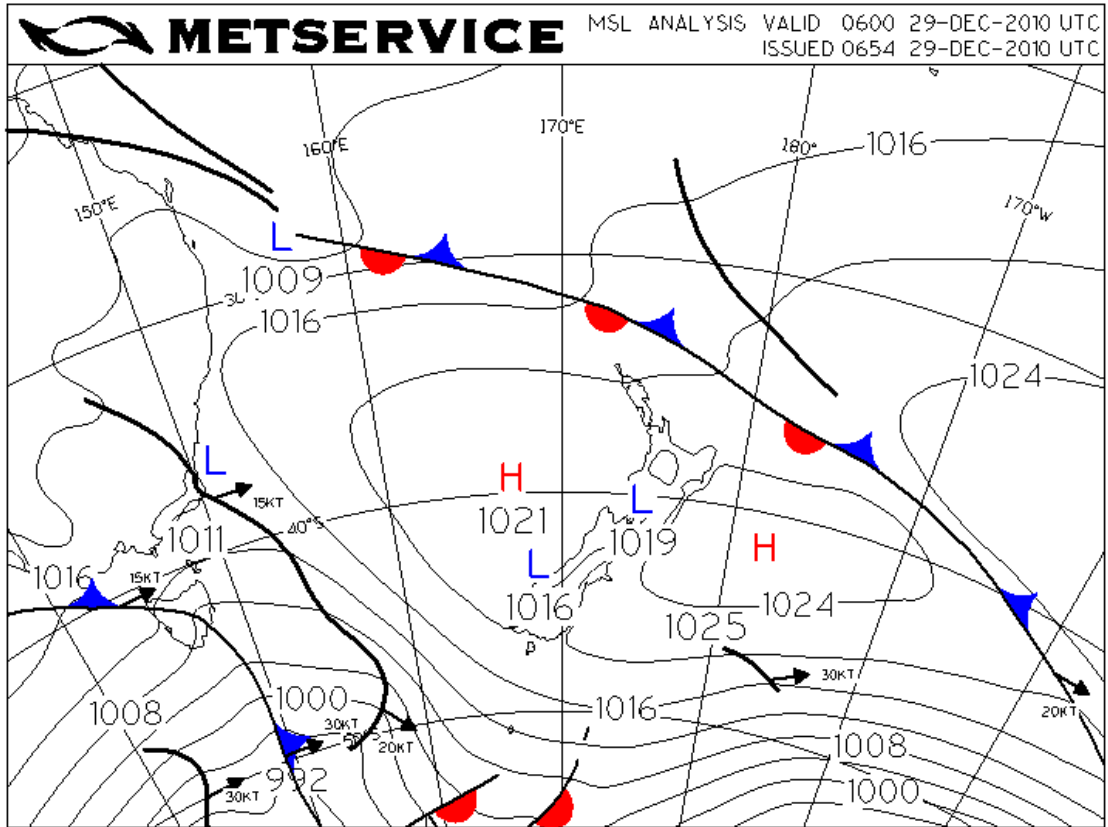 METSERVICE
MSL ANALYSIS VALID 0600 29-DEC-2010 UTC
ISSUED 0654 29-DEC-2010 UTC
170°E
160°E
180°
1016
150°E
170°W
L
1009
1016
1024
L
H
15KT
L
1021
40°S
1011
1019
H
L
1016
15KT
1016
1024
1025
30KT
1000
1008
1016
20KT
30KT
20KT
1008
992
30KT
1000